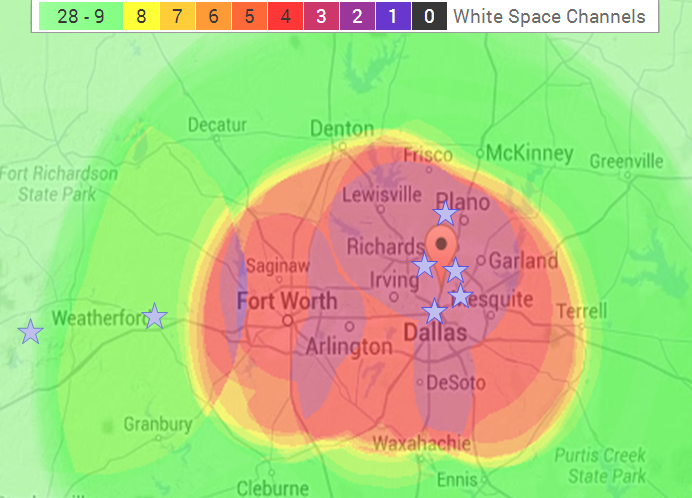 28 - 9 8 7 6 5 4 3 2 1 0 White Space Channels
Decatur
Denton
Frisco
McKinney
Greenville
Fort Richardson
State Park
Lewisville
Plano
Richards
Garland
Saginaw
Irving
Fort Worth
esquite
Weatherford
Terrell
Arlington
Dallas
DeSoto
Granbury
Waxahachie
Purtis Creek
State Park
Cleburne
Ennis